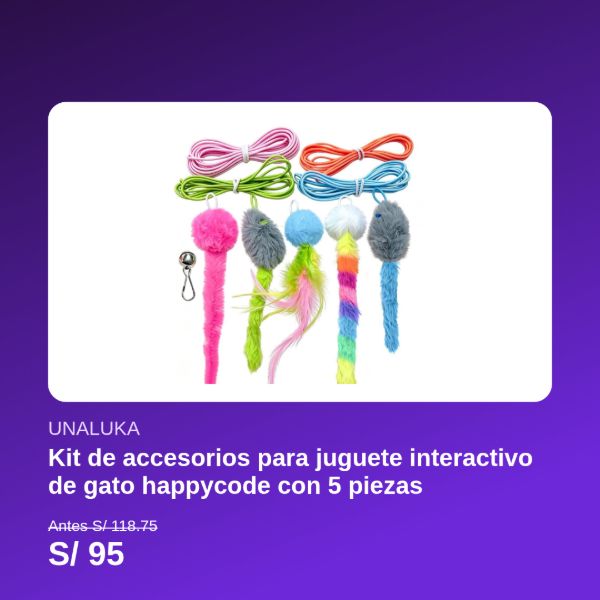 UNALUKA
Kit de accesorios para juguete interactivo
de gato happycode con 5 piezas
Antes S/ 118.75
S/ 95